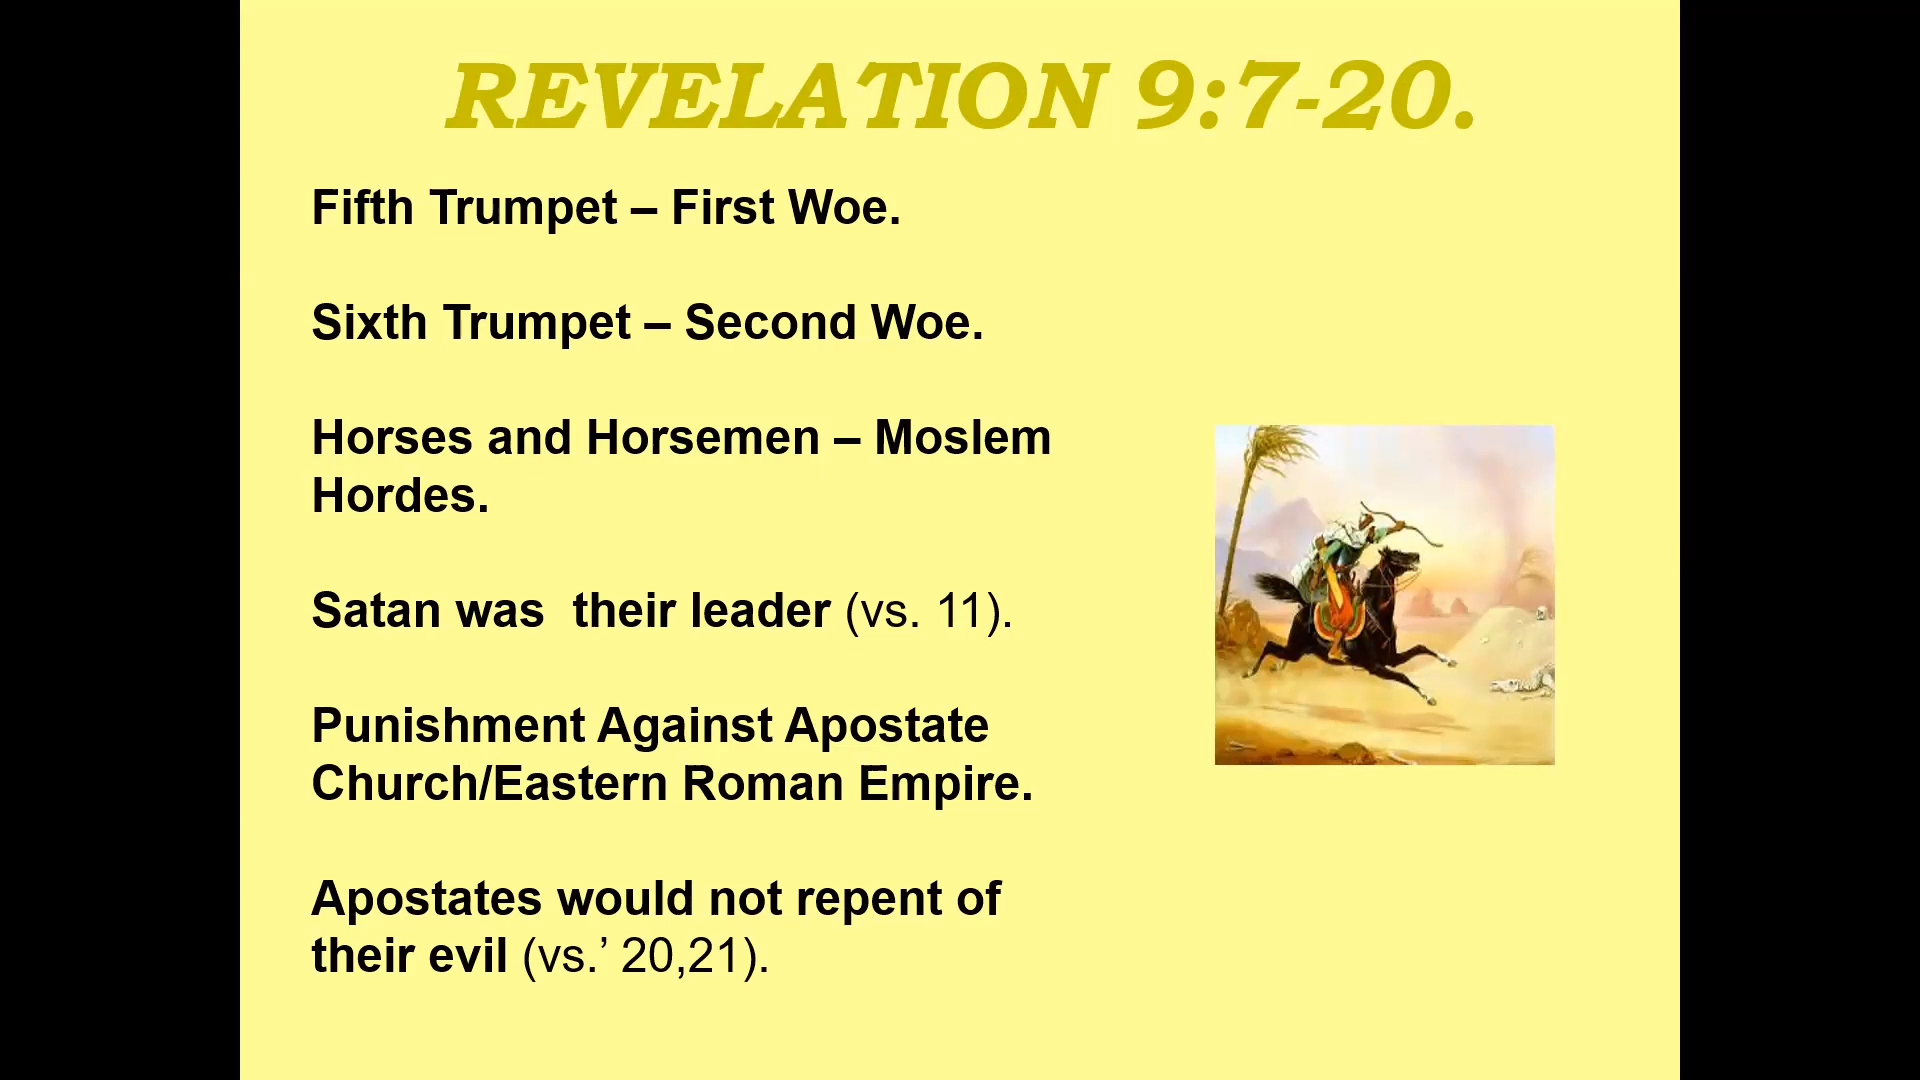 REVELATION 9:7-20.
Fifth Trumpet – First Woe.
Sixth Trumpet – Second Woe.
Horses and Horsemen – Moslem
Hordes.
Satan was  their leader (vs. 11).
Punishment Against Apostate
Church/Eastern Roman Empire.
Apostates would not repent of
their evil (vs.’ 20,21).